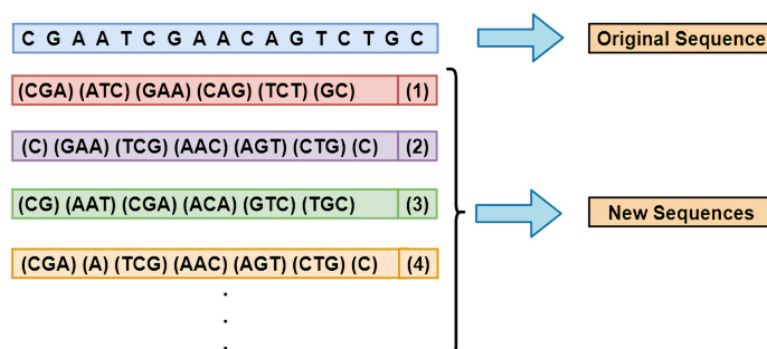 C G A A T C G A A C A G T C T G C
Original Sequence
(CGA) (ATC) (GAA) (CAG) (TCT) (GC) (1)
(C) (GAA) (TCG) (AAC) (AGT) (CTG) (C) (2)
(CG) (AAT) (CGA) (ACA) (GTC) (TGC) (3)
New Sequences
(CGA) (A) (TCG) (AAC) (AGT) (CTG) (C) (4)